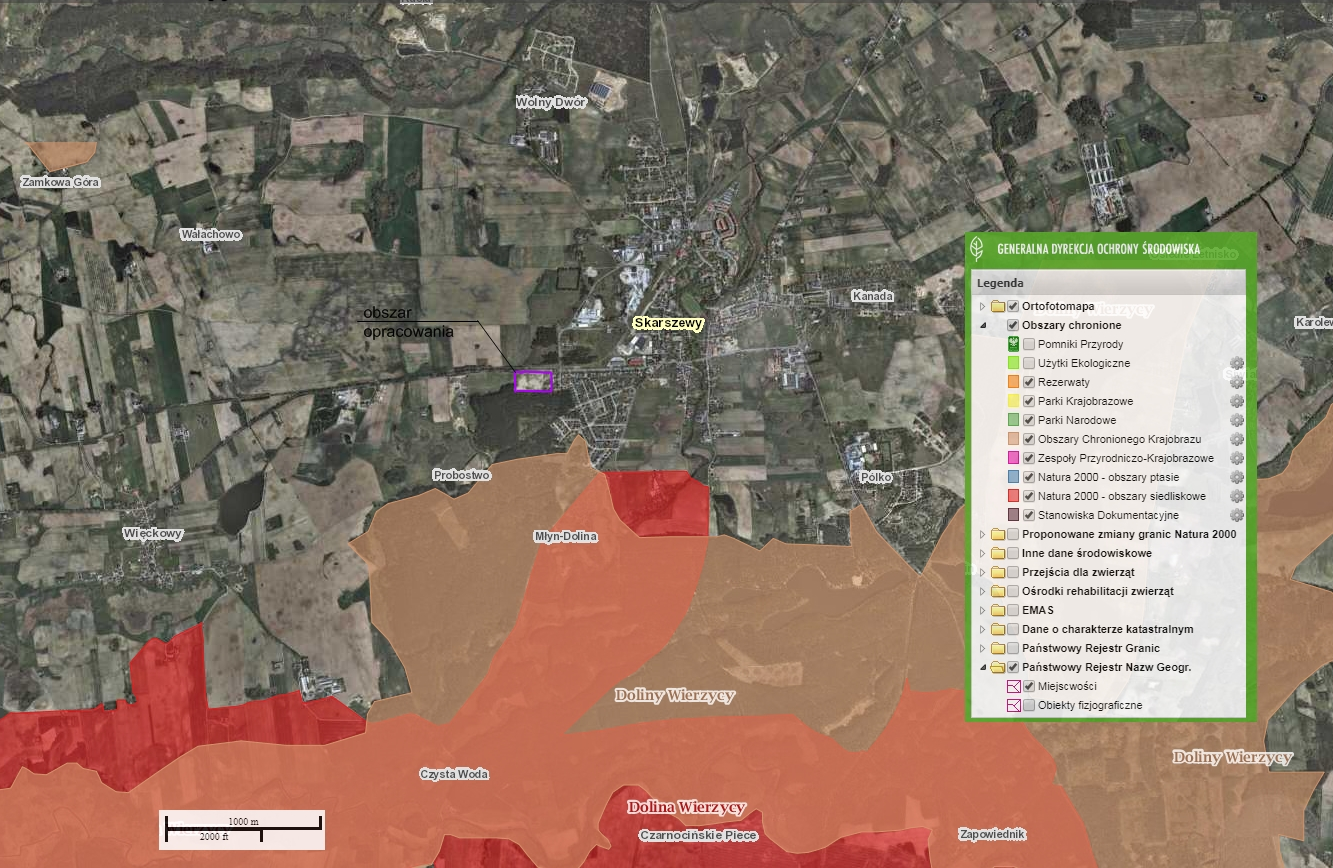 Wolny Dwór
Zamkowa Góra
Wałachowo
obszar
opracowania
Skarszewy
Kanada
Probostwo
Pólko
Więckowy
Młyn-Dolina
Doliny Wierzycy
Czysta Woda
Dolina Wierzycy
Czarnocińskie Piece
Zapowiednik
Doliny Wierzycy
1000 m
2000 ft
GENERALNA DYREKCJA OCHRONY ŚRODOWISKA
Legenda
Ortofotomapa
Obszary chronione
Pomniki Przyrody
Użytki Ekologiczne
Rezerwaty
Parki Krajobrazowe
Parki Narodowe
Obszary Chronionego Krajobrazu
Zespoły Przyrodniczo-Krajobrazowe
Natura 2000 - obszary ptasie
Natura 2000 - obszary siedliskowe
Stanowiska Dokumentacyjne
Proponowane zmiany granic Natura 2000
Inne dane środowiskowe
Przejścia dla zwierząt
Ośrodki rehabilitacji zwierząt
EMAS
Dane o charakterze katastralnym
Państwowy Rejestr Granic
Państwowy Rejestr Nazw Geogr.
Miejscwości
Obiekty fizjograficzne